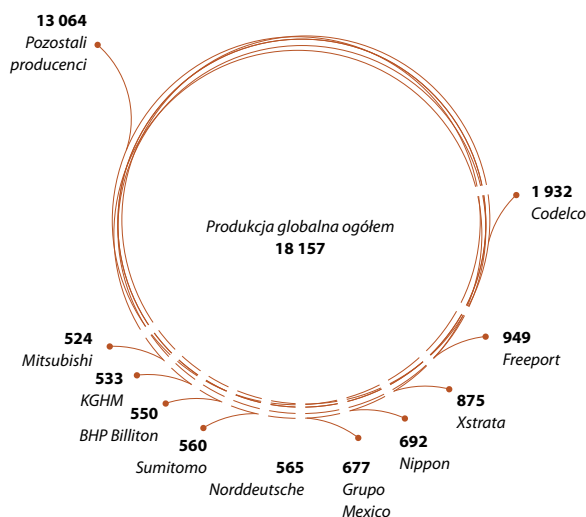 13 064
Pozostali
producenci
1 932
Codelco
Produkcja globalna ogółem
18 157
949
Freeport
875
Xstrata
692
Nippon
677
Grupo
Mexico
565
Norddeutsche
560
Sumitomo
550
BHP Billiton
533
KGHM
524
Mitsubishi